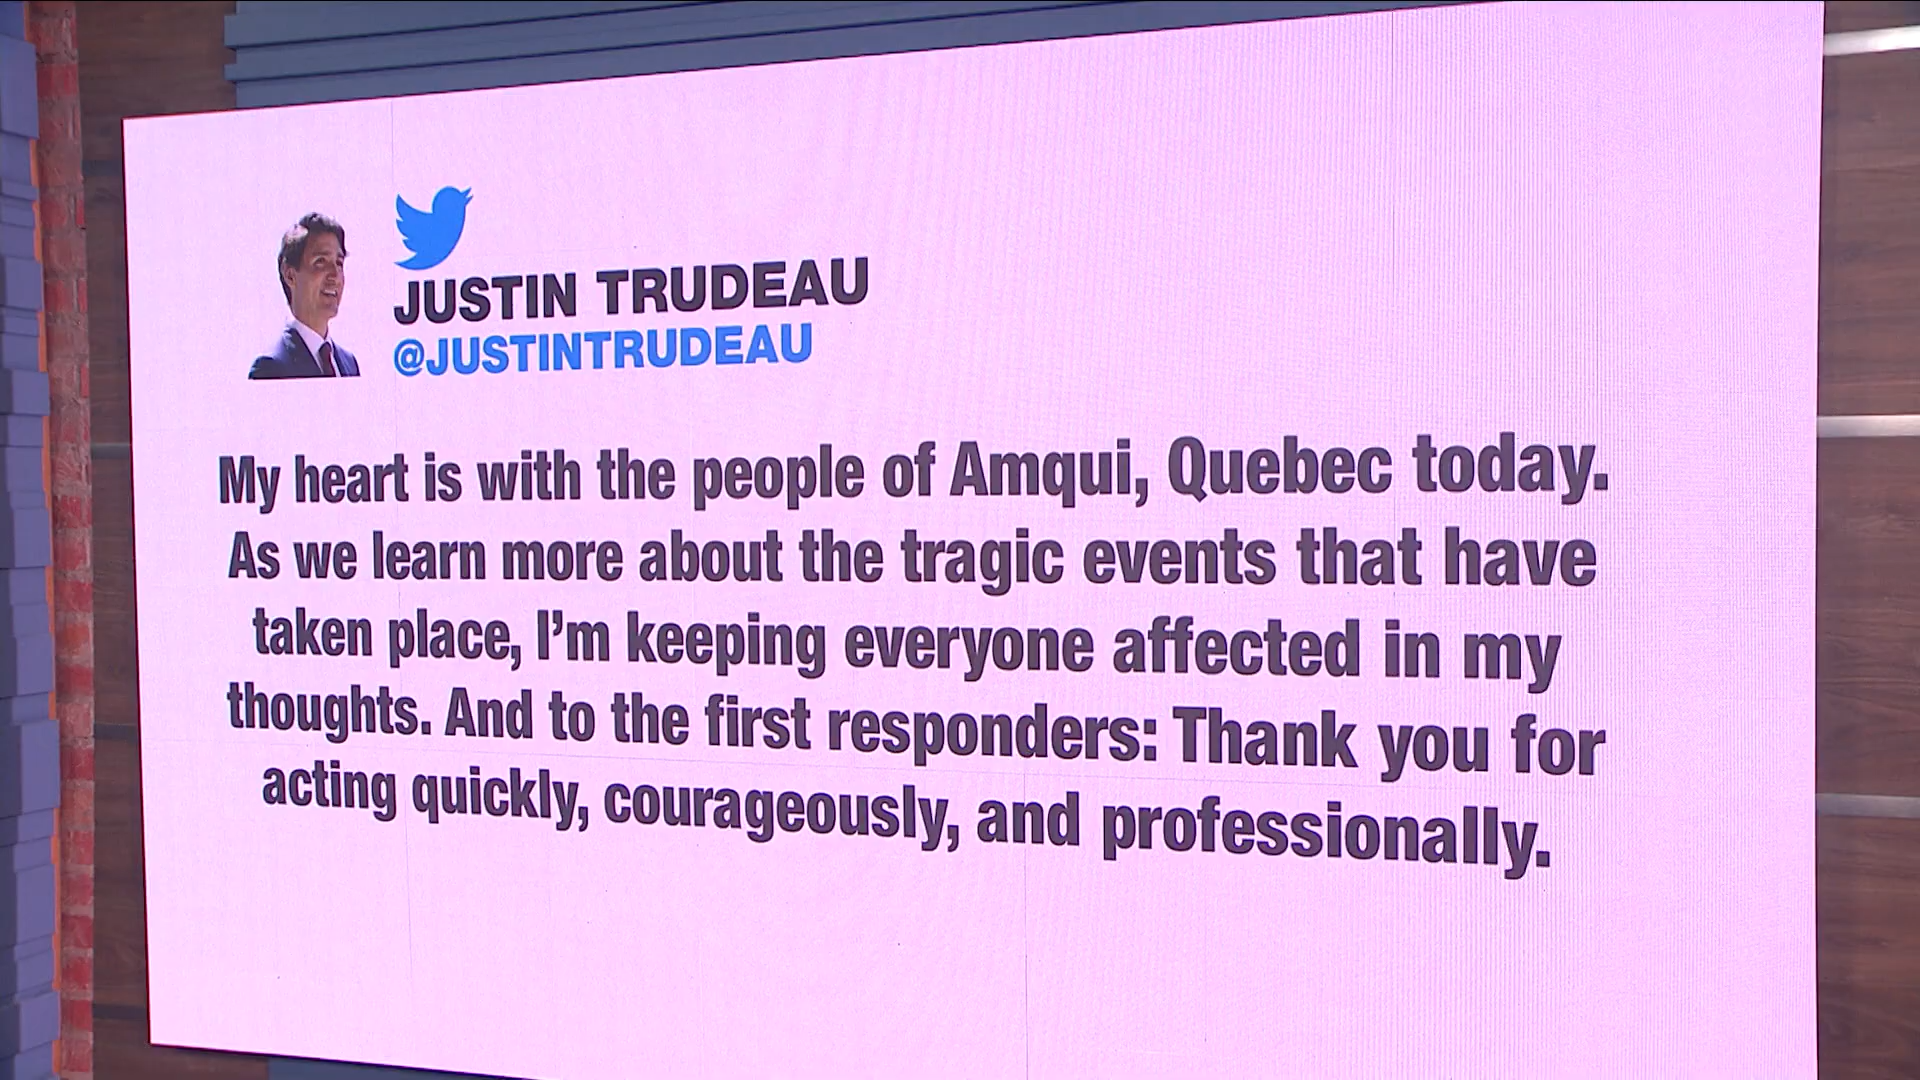 JUSTIN TRUDEAU
@JUSTINTRUDEAU
My heart is with the people of Amqui, Quebec today.
As we learn more about the tragic events that have
taken place, I’m keeping everyone affected in my
thoughts. And to the first responders: Thank you for
acting quickly, courageously, and professionally.